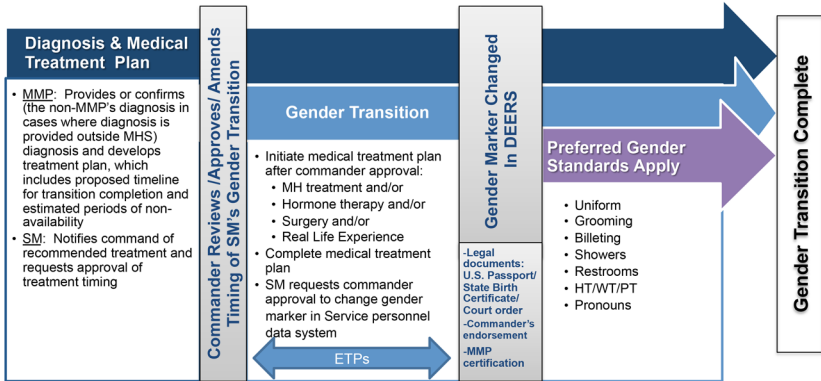 Diagnosis & Medical
Treatment Plan
• MMP: Provides or confirms
(the non-MMP's diagnosis in
cases where diagnosis is
provided outside MHS)
diagnosis and develops
treatment plan, which
includes proposed timeline
for transition completion and
estimated periods of non-
availability
• SM: Notifies command of
recommended treatment and
requests approval of
treatment timing
Commander Reviews /Approves/ Amends
Timing of SM's Gender Transition
Gender Transition
• Initiate medical treatment plan
after commander approval:
• MH treatment and/or
• Hormone therapy and/or
• Surgery and/or
• Real Life Experience
• Complete medical treatment
plan
• SM requests commander
approval to change gender
marker in Service personnel
data system
ETPs
Gender Marker Changed
In DEERS
-Legal
documents:
U.S. Passport/
State Birth
Certificate/
Court order
-Commander's
endorsement
-MMP
certification
Preferred Gender
Standards Apply
• Uniform
• Grooming
• Billeting
• Showers
• Restrooms
• HT/WT/PT
• Pronouns
Gender Transition Complete